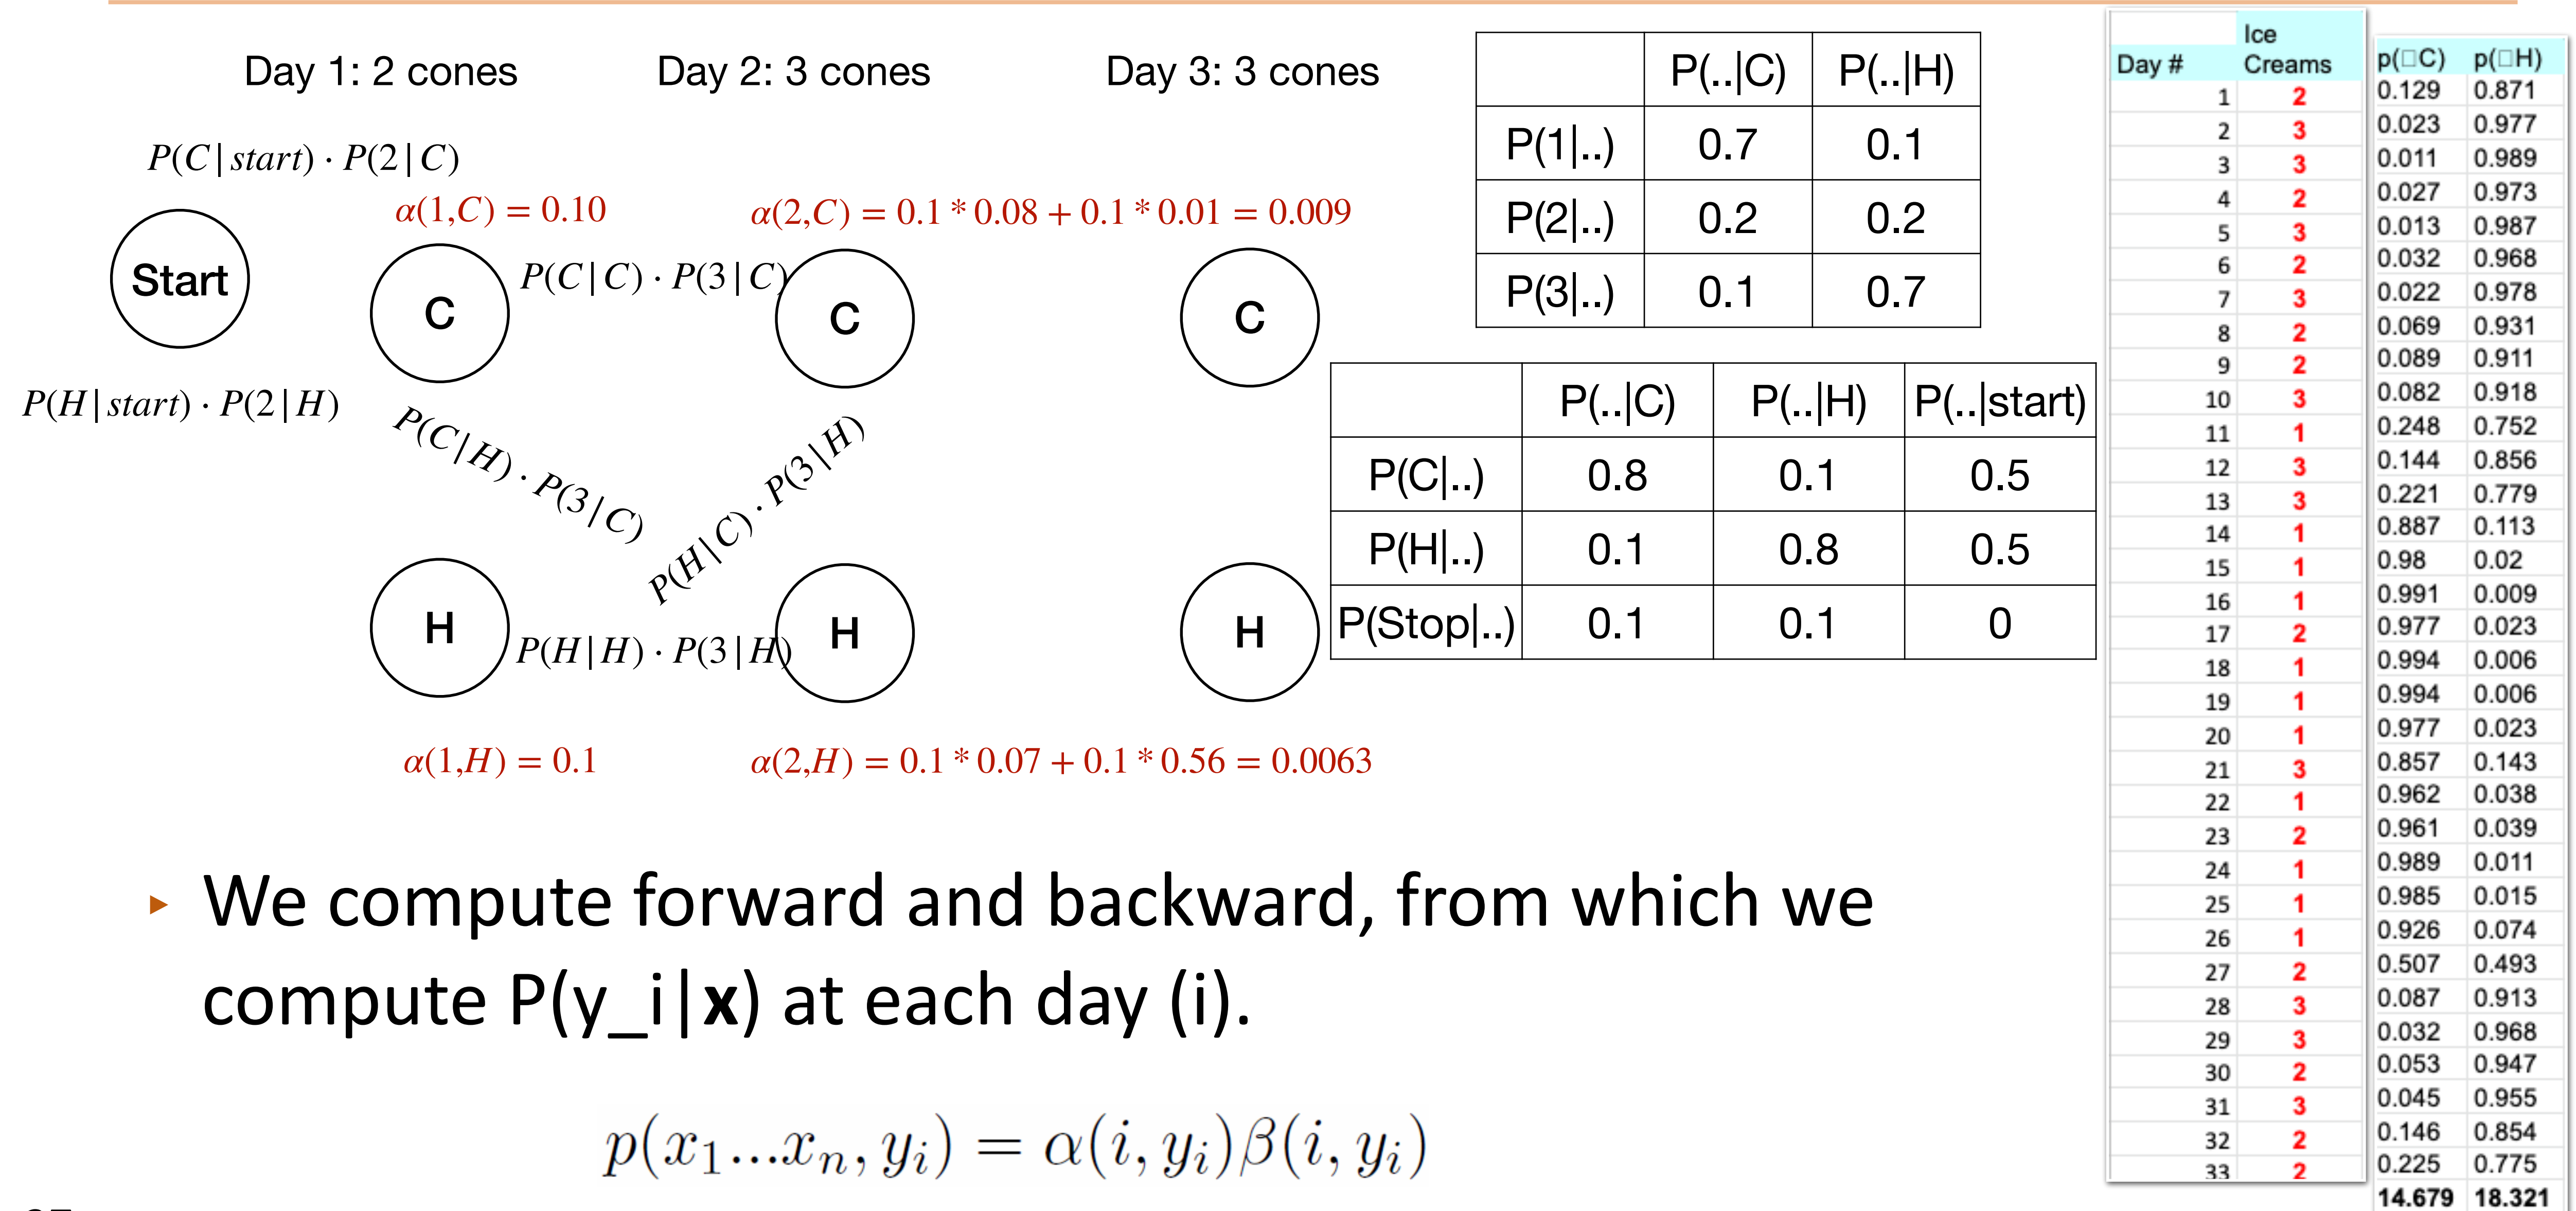 Day 1: 2 cones
Day 2: 3 cones
Day 3: 3 cones
P(C|start) · P(2|C)
α(1,C) = 0.10
α(2,C) = 0.1 * 0.08 + 0.1 * 0.01 = 0.009
Start
C
P(C|C) · P(3|C)
C
C
P(H|start) · P(2|H)
P(C|H) · P(3|C)
P(H|C) · P(3|H)
H
P(H|H) · P(3|H)
H
H
α(1,H) = 0.1
α(2,H) = 0.1 * 0.07 + 0.1 * 0.56 = 0.0063
P(..|C) P(..|H)
P(1|..) 0.7 0.1
P(2|..) 0.2 0.2
P(3|..) 0.1 0.7
P(..|C) P(..|H) P(..|start)
P(C|..) 0.8 0.1 0.5
P(H|..) 0.1 0.8 0.5
P(Stop|..) 0.1 0.1 0
▸ We compute forward and backward, from which we
compute P(y_i|x) at each day (i).
p(x₁...xₙ, yᵢ) = α(i, yᵢ)β(i, yᵢ)
Ice
Day # Creams p(□C) p(□H)
1 2 0.129 0.871
2 3 0.023 0.977
3 3 0.011 0.989
4 2 0.027 0.973
5 3 0.013 0.987
6 2 0.032 0.968
7 3 0.022 0.978
8 2 0.069 0.931
9 2 0.089 0.911
10 3 0.082 0.918
11 1 0.248 0.752
12 3 0.144 0.856
13 3 0.221 0.779
14 1 0.887 0.113
15 1 0.98 0.02
16 1 0.991 0.009
17 2 0.977 0.023
18 1 0.994 0.006
19 1 0.994 0.006
20 1 0.977 0.023
21 3 0.857 0.143
22 1 0.962 0.038
23 2 0.961 0.039
24 1 0.989 0.011
25 1 0.985 0.015
26 1 0.926 0.074
27 2 0.507 0.493
28 3 0.087 0.913
29 3 0.032 0.968
30 2 0.053 0.947
31 3 0.045 0.955
32 2 0.146 0.854
33 2 0.225 0.775
14.679 18.321